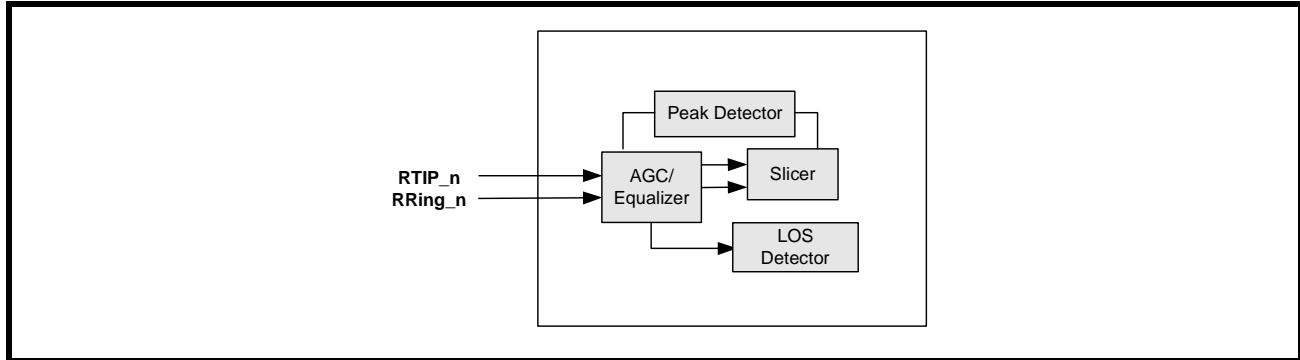 Peak Detector
RTIP_n
RRing_n
AGC/
Equalizer
Slicer
LOS
Detector